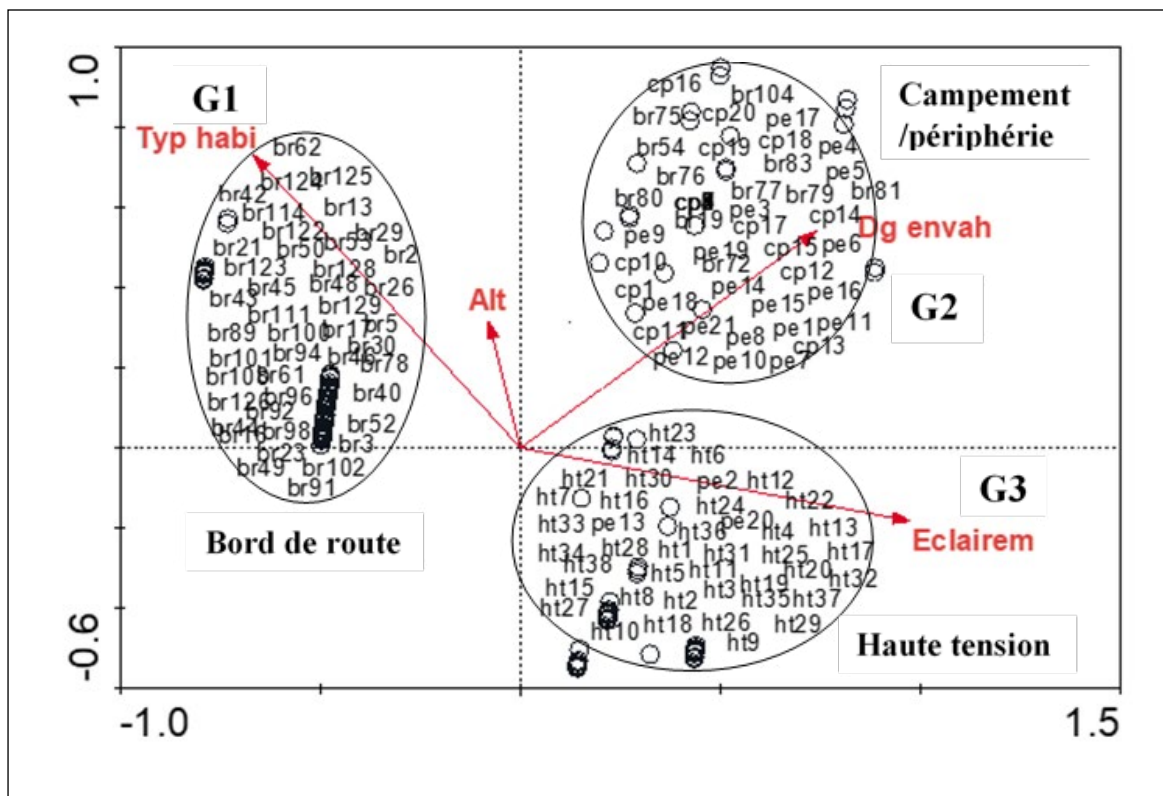 1.0
G1
Typ habi
Campement
/périphérie
cp16
br104
br75
cp20
pe17
br54
cp19
cp18
pe4
br62
br124
br125
br76
br83
pe5
br42
br114
br13
br80
br77
br79
br81
br122
br53
br29
pe3
cp14
br21
br50
br2
pe9
cp17
Dg envah
br123
br128
pe19
cp15
pe6
br45
br48
br26
cp10
br72
cp12
br43
br129
cp1
pe14
pe16
G2
br111
Alt
pe18
pe15
br89
br100
br17
br5
cp11
pe21
pe1
pe11
br94
br46
br30
pe8
cp13
br101
br78
pe12
pe10
pe7
br61
br126
br96
br40
br92
br44
br16
br98
br52
br23
br3
ht23
br49
br102
ht14
ht6
br91
ht21
ht30
pe2
ht12
G3
ht7
ht16
ht24
ht22
Bord de route
ht33
pe13
ht36
pe20
ht4
ht13
Eclairem
ht34
ht28
ht1
ht31
ht25
ht17
ht38
ht5
ht11
ht20
ht32
ht15
ht3
ht19
ht27
ht8
ht2
ht35
ht37
ht10
ht18
ht26
ht29
ht9
Haute tension
-0.6
-1.0
1.5